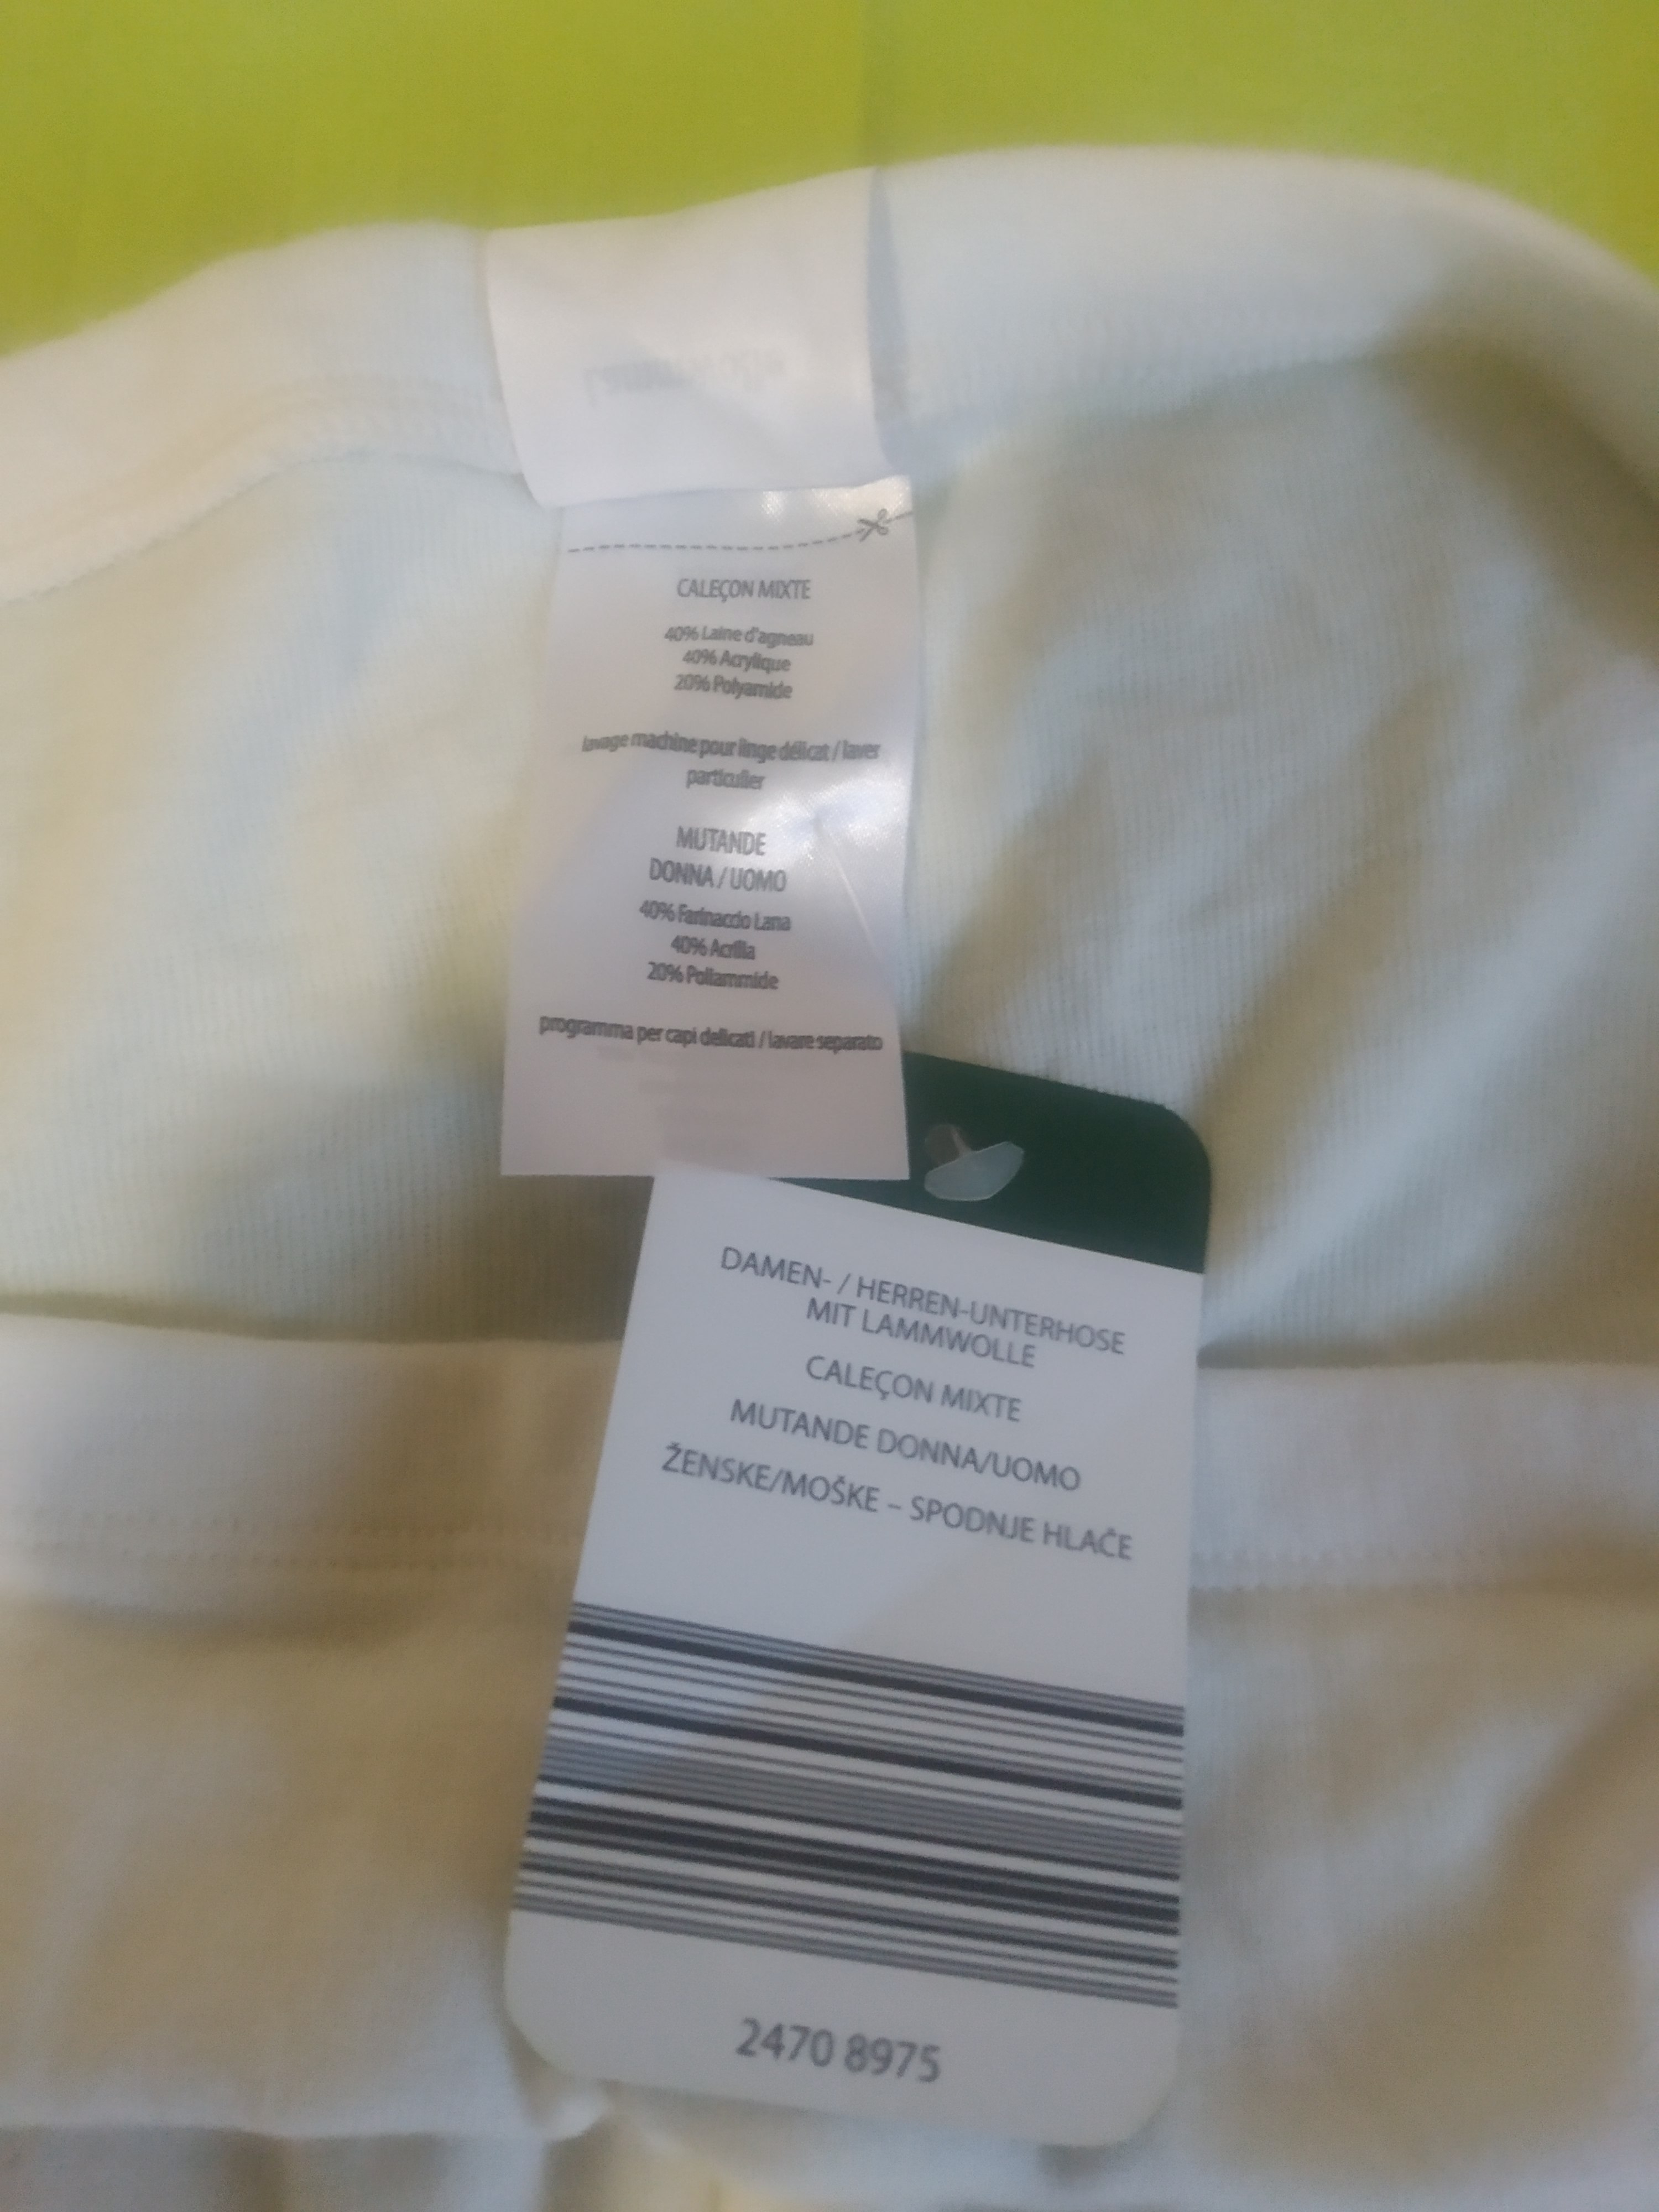 CALEÇON MIXTE
40% Laine d'agneau
40% Acrylique
20% Polyamide
lavage machine pour linge délicat / laver
particulier
MUTANDE
DONNA / UOMO
40% Farinaccio Lana
40% Acrilia
20% Poliammide
programma per capi delicati / lavare separato
DAMEN- / HERREN-UNTERHOSE
MIT LAMMWOLLE
CALEÇON MIXTE
MUTANDE DONNA/UOMO
ŽENSKE/MOŠKE – SPODNJE HLAČE
2470 8975